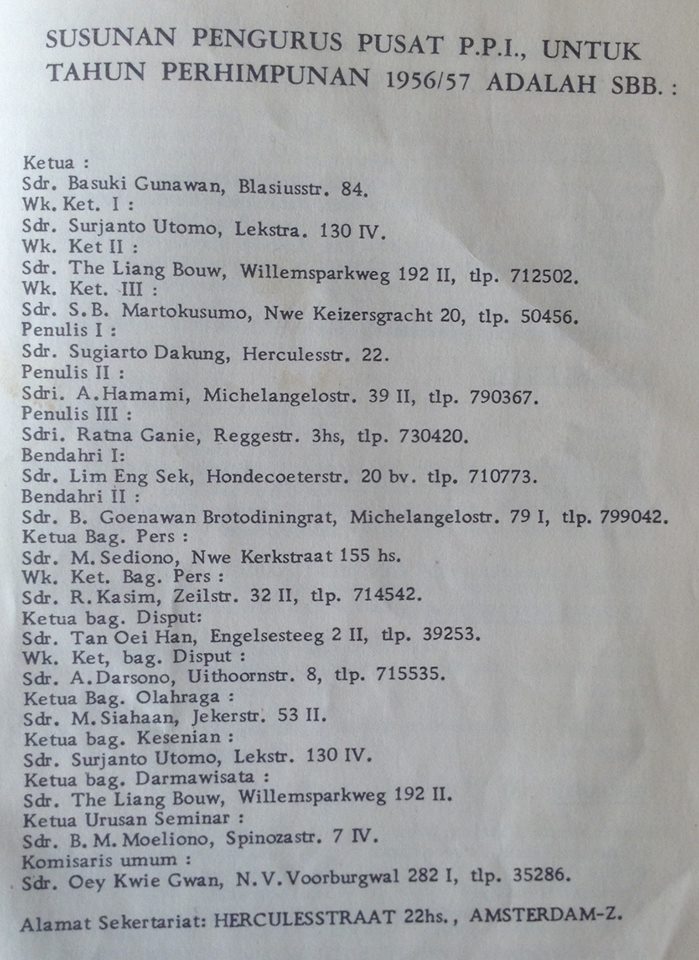 SUSUNAN PENGURUS PUSAT P.P.I., UNTUK
TAHUN PERHIMPUNAN 1956/57 ADALAH SBB. :
Ketua :
Sdr. Basuki Gunawan, Blasiusstr. 84.
Wk. Ket. I :
Sdr. Surjanto Utomo, Lekstra. 130 IV.
Wk. Ket II :
Sdr. The Liang Bouw, Willemsparkweg 192 II, tlp. 712502.
Wk. Ket. III :
Sdr. S.B. Martokusumo, Nwe Keizersgracht 20, tlp. 50456.
Penulis I :
Sdr. Sugiarto Dakung, Herculesstr. 22.
Penulis II :
Sdri. A.Hamami, Michelangelostr. 39 II, tlp. 790367.
Penulis III :
Sdri. Ratna Ganie, Reggestr. 3hs, tlp. 730420.
Bendahri I:
Sdr. Lim Eng Sek, Hondecoeterstr. 20 bv. tlp. 710773.
Bendahri II :
Sdr. B. Goenawan Brotodiningrat, Michelangelostr. 79 I, tlp. 799042.
Ketua Bag. Pers :
Sdr. M. Sediono, Nwe Kerkstraat 155 hs.
Wk. Ket. Bag. Pers :
Sdr. R.Kasim, Zeilstr. 32 II, tlp. 714542.
Ketua bag. Disput:
Sdr. Tan Oei Han, Engelsesteeg 2 II, tlp. 39253.
Wk. Ket, bag. Disput :
Sdr. A.Darsono, Uithoornstr. 8, tlp. 715535.
Ketua Bag. Olahraga :
Sdr. M.Siahaan, Jekerstr. 53 II.
Ketua bag. Kesenian :
Sdr. Surjanto Utomo, Lekstr. 130 IV.
Ketua bag. Darmawisata :
Sdr. The Liang Bouw, Willemsparkweg 192 II.
Ketua Urusan Seminar :
Sdr. B.M. Moeliono, Spinozastr. 7 IV.
Komisaris umum :
Sdr. Oey Kwie Gwan, N.V.Voorburgwal 282 I, tlp. 35286.
Alamat Sekertariat: HERCULESSTRAAT 22hs., AMSTERDAM-Z.